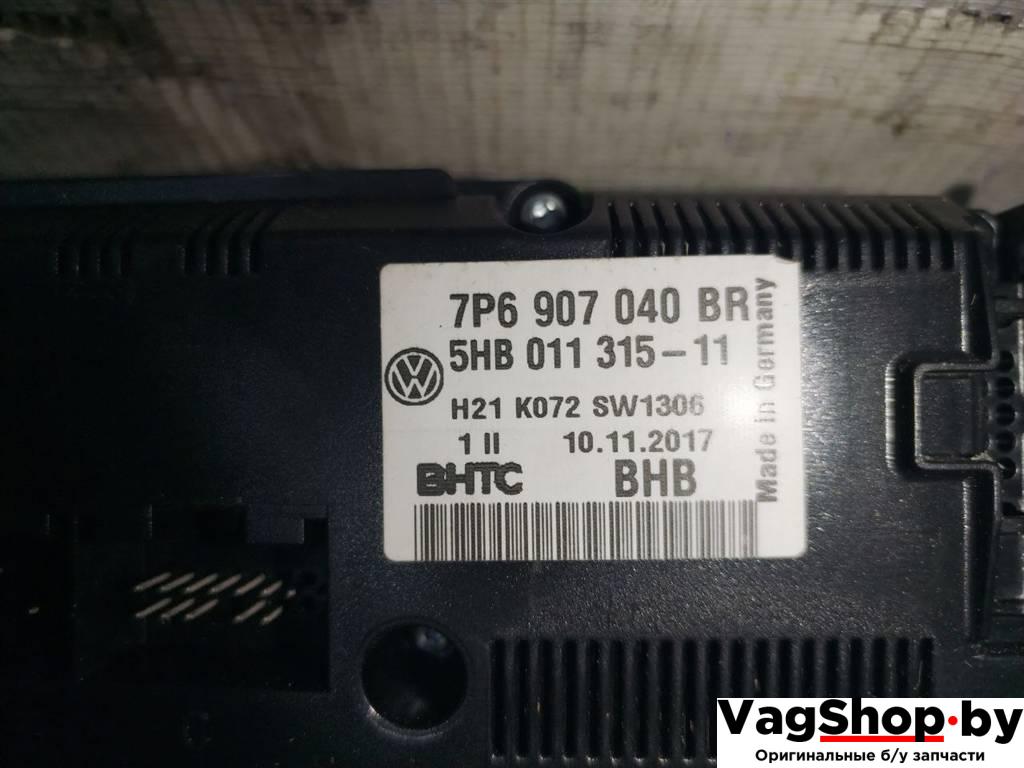 7P6 907 040 BR
5HB 011 315-11
H21 K072 SW1306
1 II 10.11.2017
BHTC BHB
Made in Germany
VagShop.by
Оригинальные б/у запчасти